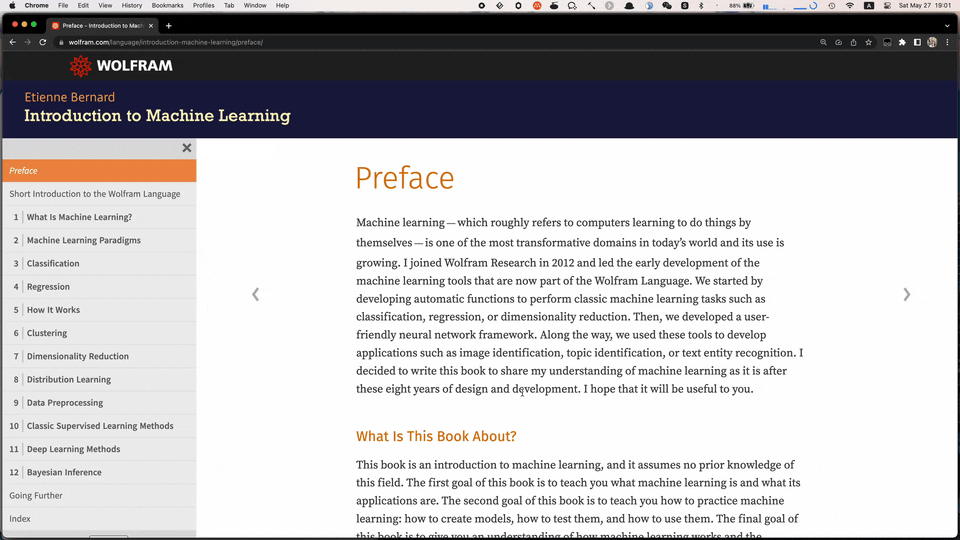 Chrome File Edit View History Bookmarks Profiles Tab Window Help 88% Sat May 27 19:01
Preface – Introduction to Mach
wolfram.com/language/introduction-machine-learning/preface/
WOLFRAM
Etienne Bernard
Introduction to Machine Learning
Preface
Short Introduction to the Wolfram Language
1 | What Is Machine Learning?
2 | Machine Learning Paradigms
3 | Classification
4 | Regression
5 | How It Works
6 | Clustering
7 | Dimensionality Reduction
8 | Distribution Learning
9 | Data Preprocessing
10 | Classic Supervised Learning Methods
11 | Deep Learning Methods
12 | Bayesian Inference
Going Further
Index
Preface
Machine learning—which roughly refers to computers learning to do things by
themselves—is one of the most transformative domains in today's world and its use is
growing. I joined Wolfram Research in 2012 and led the early development of the
machine learning tools that are now part of the Wolfram Language. We started by
developing automatic functions to perform classic machine learning tasks such as
classification, regression, or dimensionality reduction. Then, we developed a user-
friendly neural network framework. Along the way, we used these tools to develop
applications such as image identification, topic identification, or text entity recognition. I
decided to write this book to share my understanding of machine learning as it is after
these eight years of design and development. I hope that it will be useful to you.
What Is This Book About?
This book is an introduction to machine learning, and it assumes no prior knowledge of
this field. The first goal of this book is to teach you what machine learning is and what its
applications are. The second goal of this book is to teach you how to practice machine
learning: how to create models, how to test them, and how to use them. The final goal of
this book is to give you an understanding of how machine learning works and the